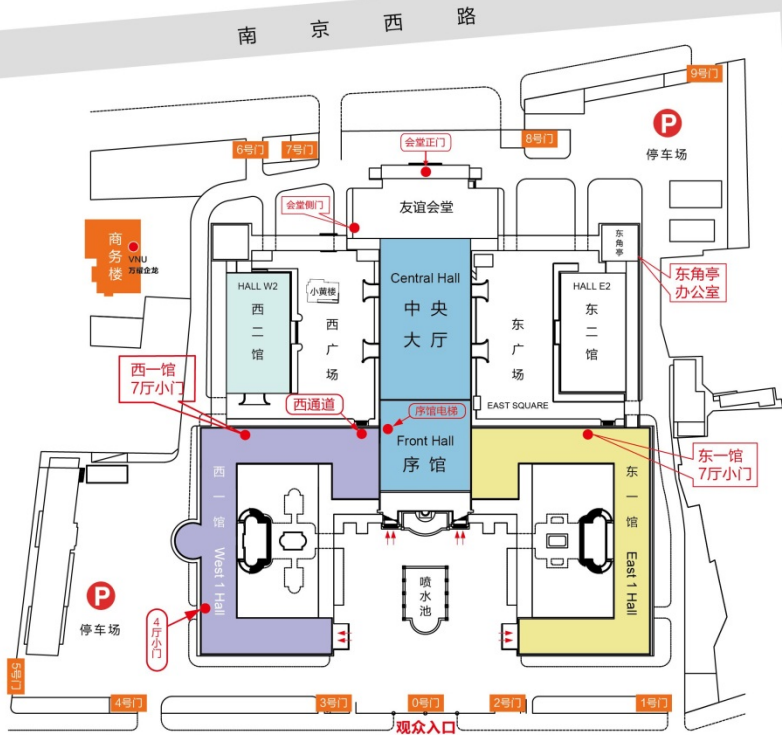 南京西路
9号门
P
停车场
8号门
会堂正门
6号门
7号门
友谊会堂
会堂侧门
东角亭
商务楼
VNU
万耀企龙
东角亭
办公室
HALL W2
西二馆
小黄楼
西广场
Central Hall
中央
大厅
东广场
HALL E2
东二馆
西一馆
7厅小门
西通道
序馆电梯
EAST SQUARE
Front Hall
序馆
东一馆
7厅小门
西一馆 West 1 Hall
东一馆 East 1 Hall
喷水池
P
停车场
4厅小门
5号门
4号门
3号门
0号门
2号门
1号门
观众入口